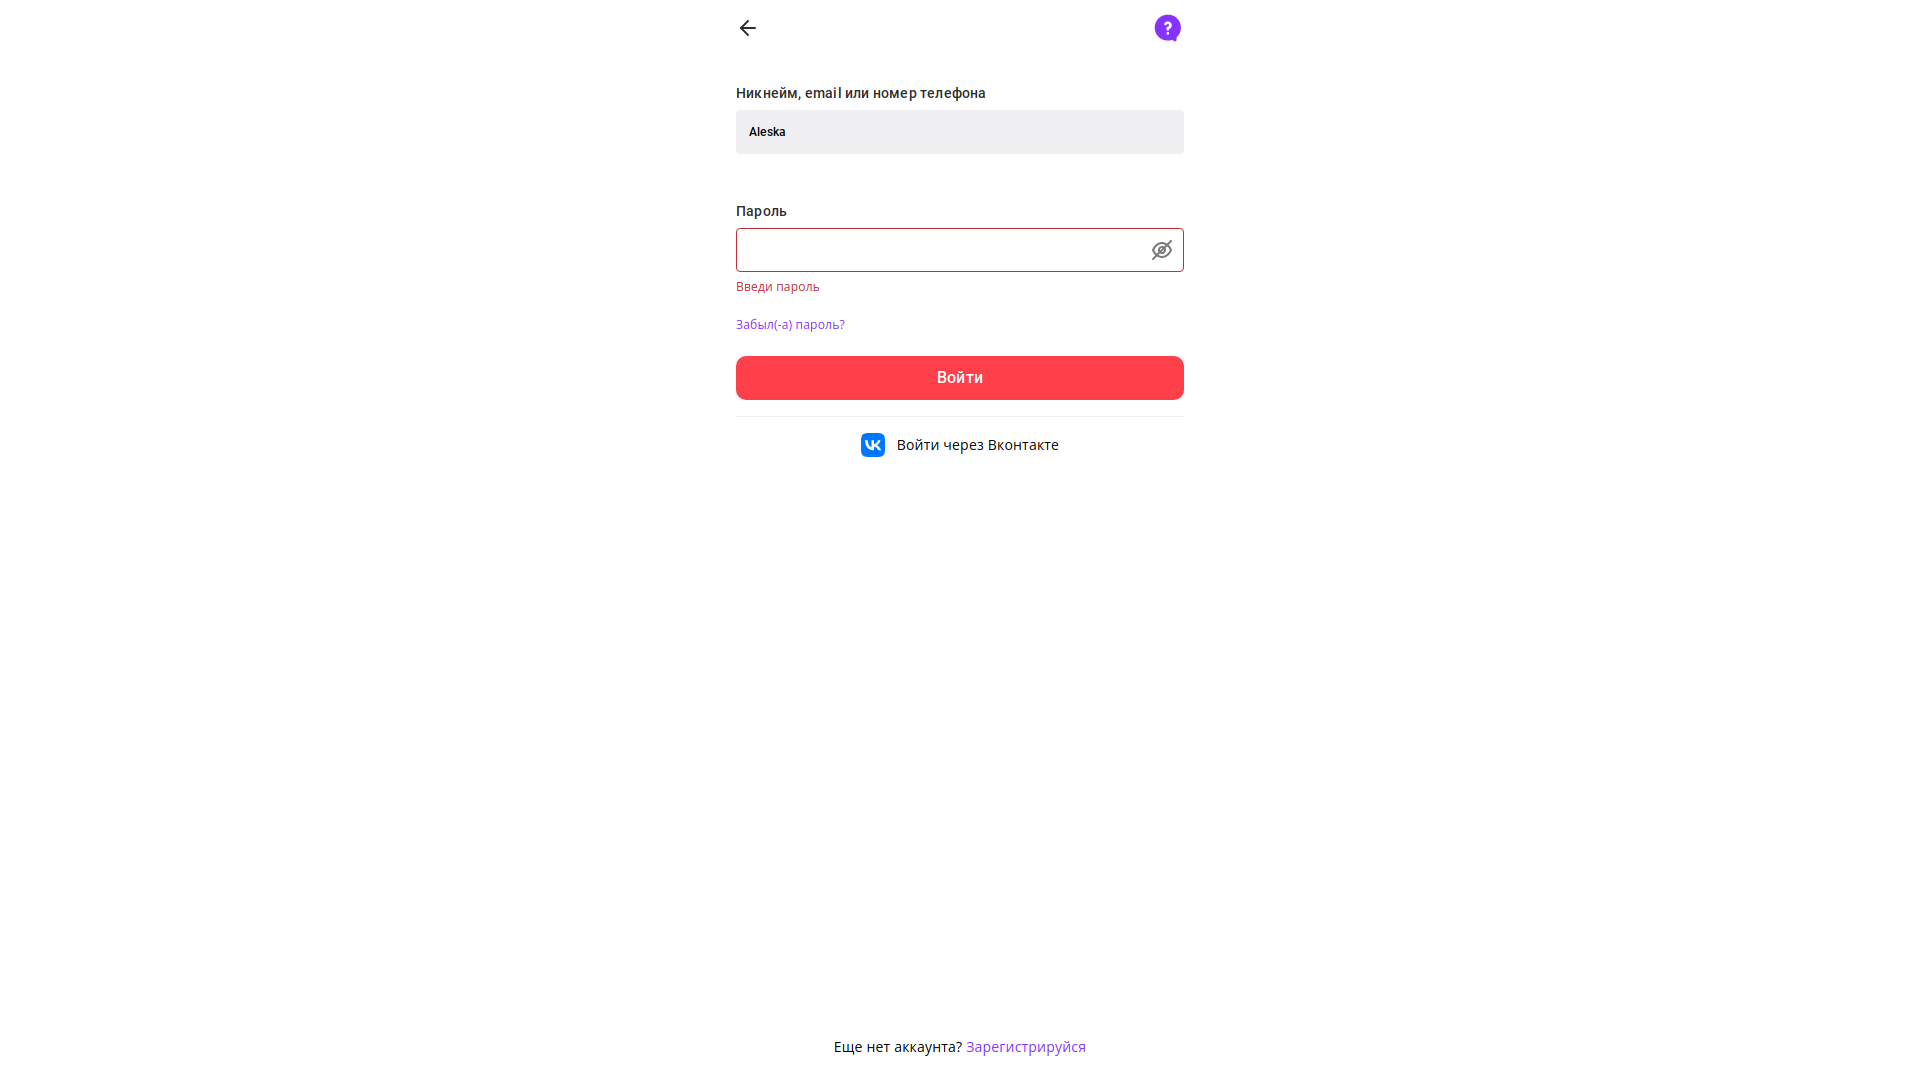 Никнейм, email или номер телефона
Aleska
Пароль
Введи пароль
Забыл(-а) пароль?
Войти
Войти через Вконтакте
Еще нет аккаунта? Зарегистрируйся